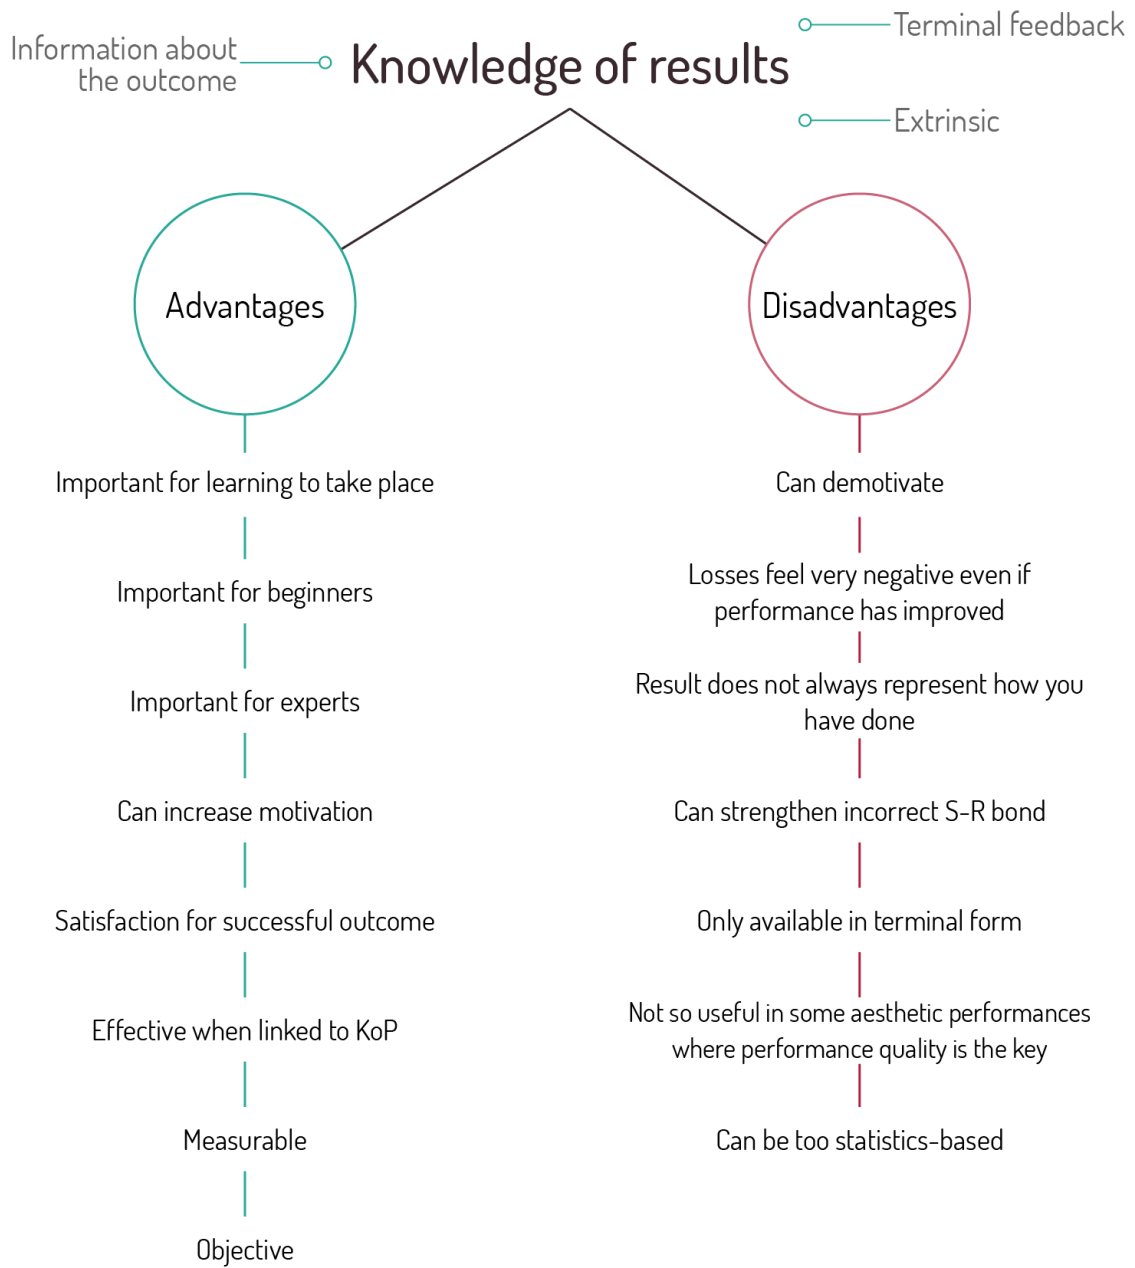 Information about
the outcome
Knowledge of results
Terminal feedback
Extrinsic
Advantages
Important for learning to take place
Important for beginners
Important for experts
Can increase motivation
Satisfaction for successful outcome
Effective when linked to KoP
Measurable
Objective
Disadvantages
Can demotivate
Losses feel very negative even if
performance has improved
Result does not always represent how you
have done
Can strengthen incorrect S-R bond
Only available in terminal form
Not so useful in some aesthetic performances
where performance quality is the key
Can be too statistics-based